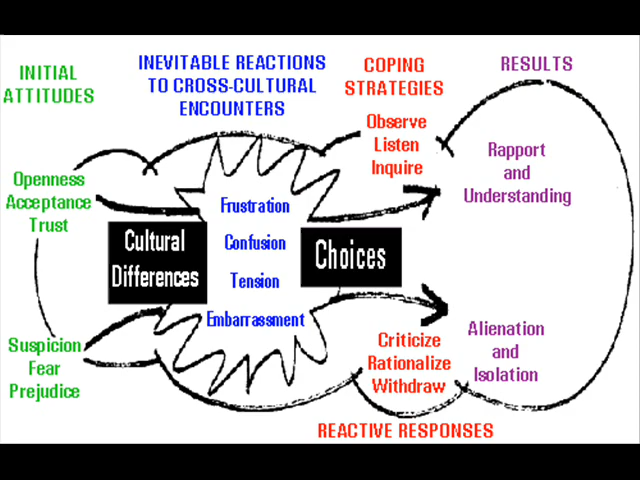 INITIAL
ATTITUDES
INEVITABLE REACTIONS
TO CROSS-CULTURAL
ENCOUNTERS
COPING
STRATEGIES
RESULTS
Openness
Acceptance
Trust
Suspicion
Fear
Prejudice
Cultural
Differences
Frustration
Confusion
Tension
Embarrassment
Choices
Observe
Listen
Inquire
Criticize
Rationalize
Withdraw
REACTIVE RESPONSES
Rapport
and
Understanding
Alienation
and
Isolation